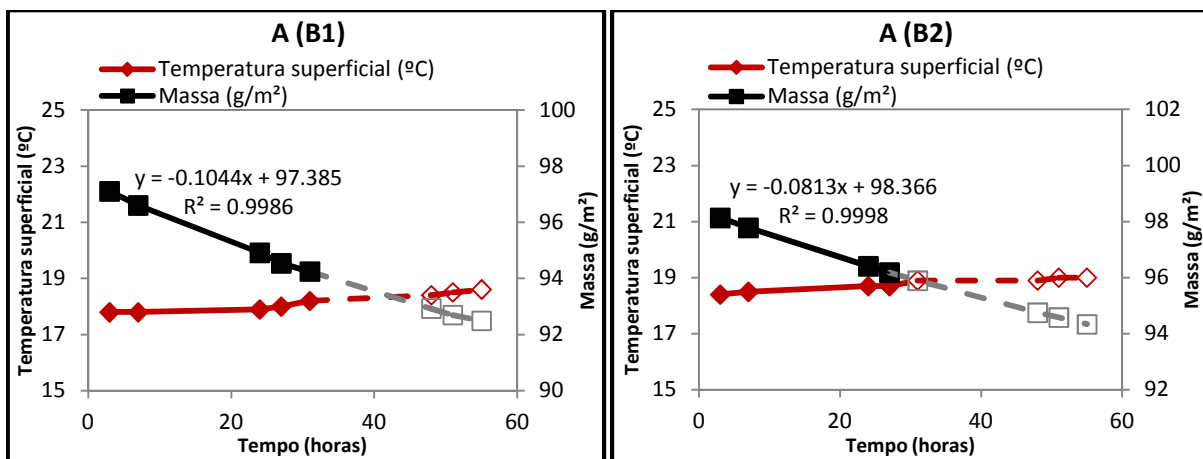 A (B1)
Temperatura superficial (ºC)
Massa (g/m²)
25
23
21
19
17
15
100
98
96
94
92
90
0
20
40
60
y = -0.1044x + 97.385
R² = 0.9986
Temperatura superficial (ºC)
Massa (g/m²)
Tempo (horas)
A (B2)
Temperatura superficial (ºC)
Massa (g/m²)
25
23
21
19
17
15
102
100
98
96
94
92
0
20
40
60
y = -0.0813x + 98.366
R² = 0.9998
Temperatura superficial (ºC)
Massa (g/m²)
Tempo (horas)